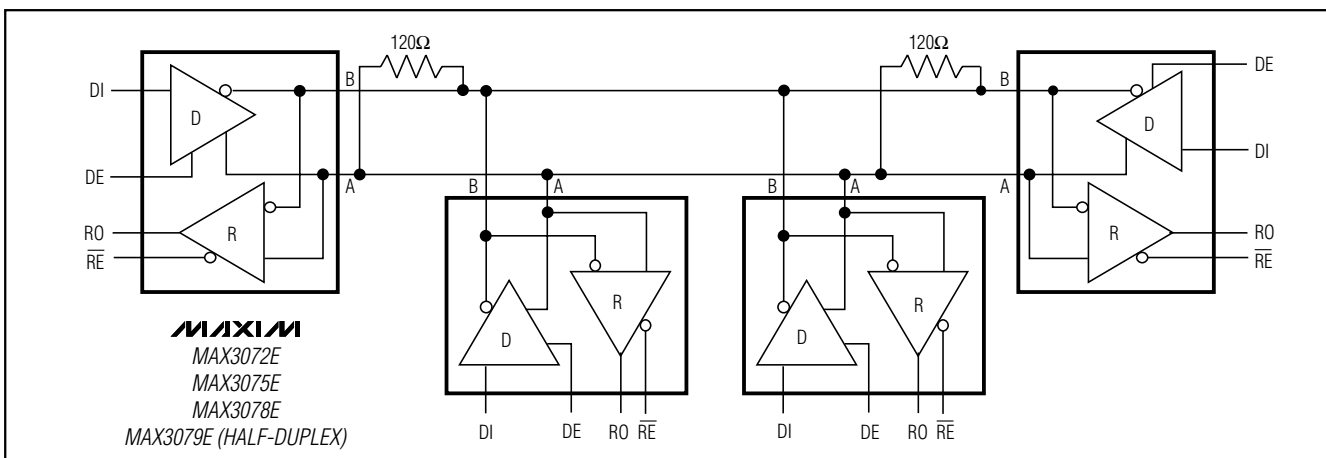 120Ω
120Ω
DI
D
B
B
D
DE
DE
A
B
A
B
A
A
DI
RO
R
RE
R
RO
RE
D
R
D
R
MAXIM
MAX3072E
MAX3075E
MAX3078E
MAX3079E (HALF-DUPLEX)
DI
DE
RO
RE
DI
DE
RO
RE